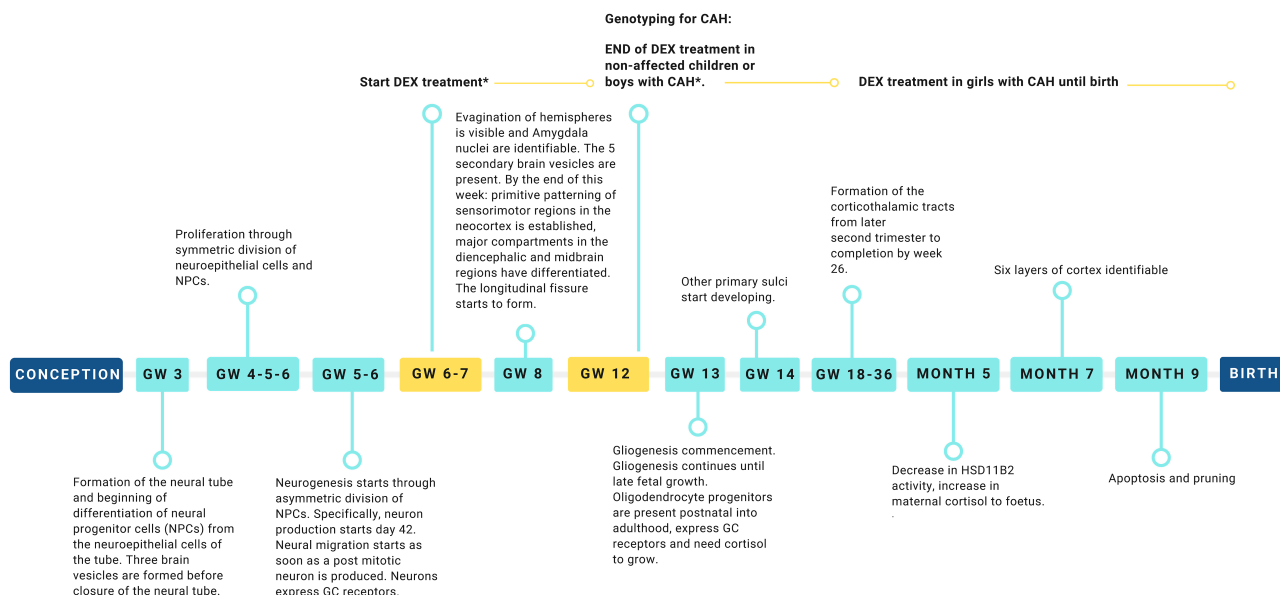 Genotyping for CAH:
END of DEX treatment in
non-affected children or
boys with CAH*.
Start DEX treatment*
DEX treatment in girls with CAH until birth
Evagination of hemispheres
is visible and Amygdala
nuclei are identifiable. The 5
secondary brain vesicles are
present. By the end of this
week: primitive patterning of
sensorimotor regions in the
neocortex is established,
major compartments in the
diencephalic and midbrain
regions have differentiated.
The longitudinal fissure
starts to form.
Formation of the
corticothalamic tracts
from later
second trimester to
completion by week
26.
Proliferation through
symmetric division of
neuroepithelial cells and
NPCs.
Other primary sulci
start developing.
Six layers of cortex identifiable
CONCEPTION
GW 3
GW 4-5-6
GW 5-6
GW 6-7
GW 8
GW 12
GW 13
GW 14
GW 18-36
MONTH 5
MONTH 7
MONTH 9
BIRTH
Formation of the neural tube
and beginning of
differentiation of neural
progenitor cells (NPCs) from
the neuroepithelial cells of
the tube. Three brain
vesicles are formed before
closure of the neural tube.
Neurogenesis starts through
asymmetric division of
NPCs. Specifically, neuron
production starts day 42.
Neural migration starts as
soon as a post mitotic
neuron is produced. Neurons
express GC receptors.
Gliogenesis commencement.
Gliogenesis continues until
late fetal growth.
Oligodendrocyte progenitors
are present postnatal into
adulthood, express GC
receptors and need cortisol
to grow.
Decrease in HSD11B2
activity, increase in
maternal cortisol to foetus.
.
Apoptosis and pruning